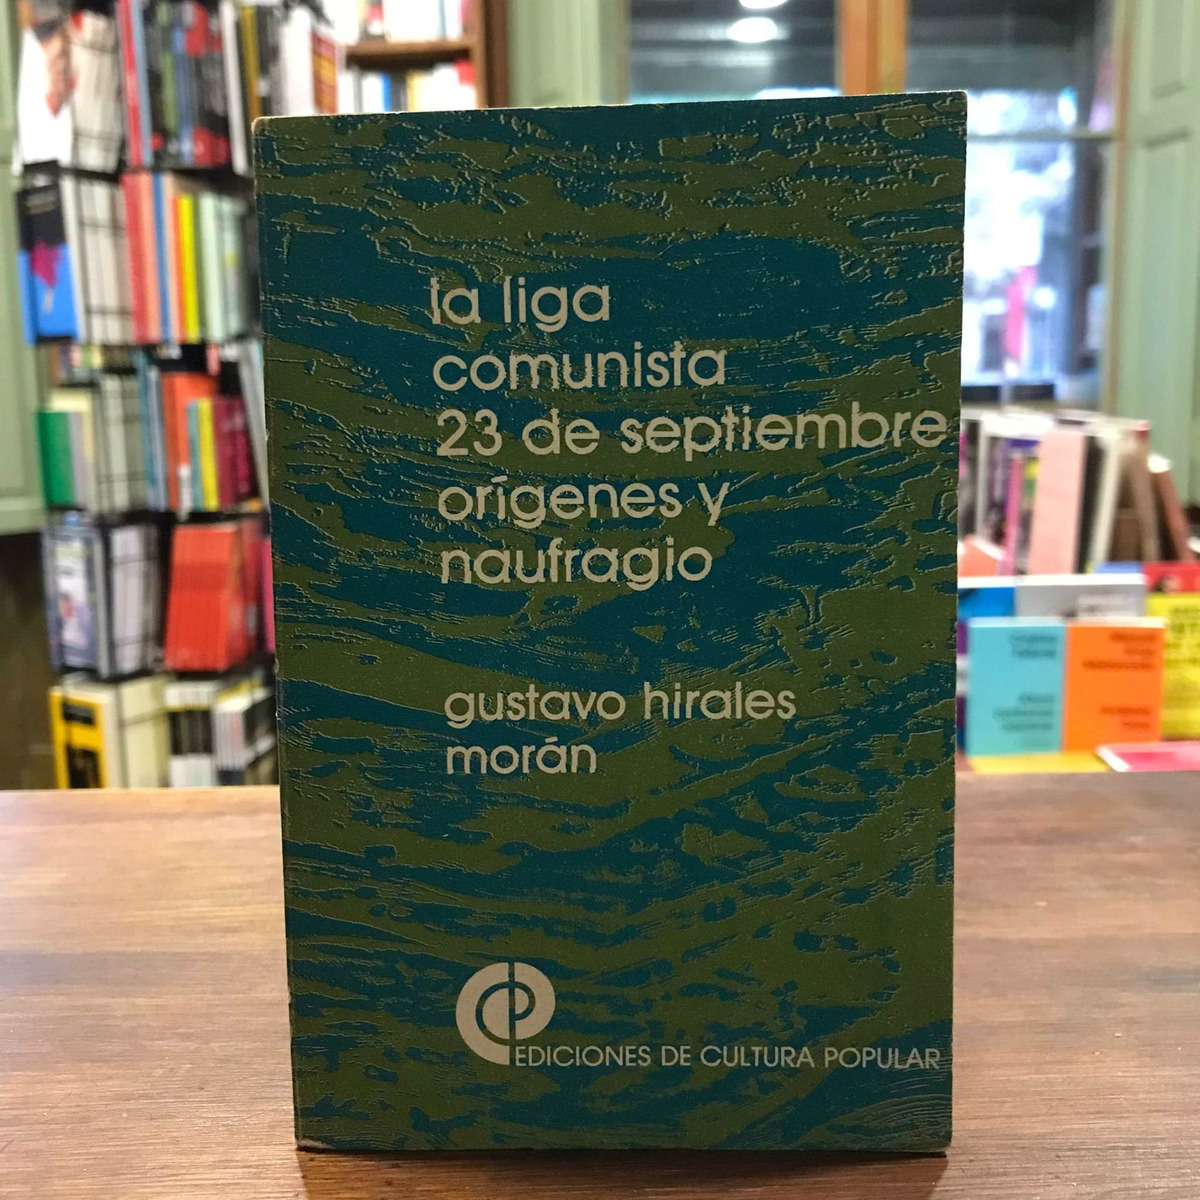 la liga
comunista
23 de septiembre
orígenes y
naufragio
gustavo hirales
morán
EDICIONES DE CULTURA POPULAR